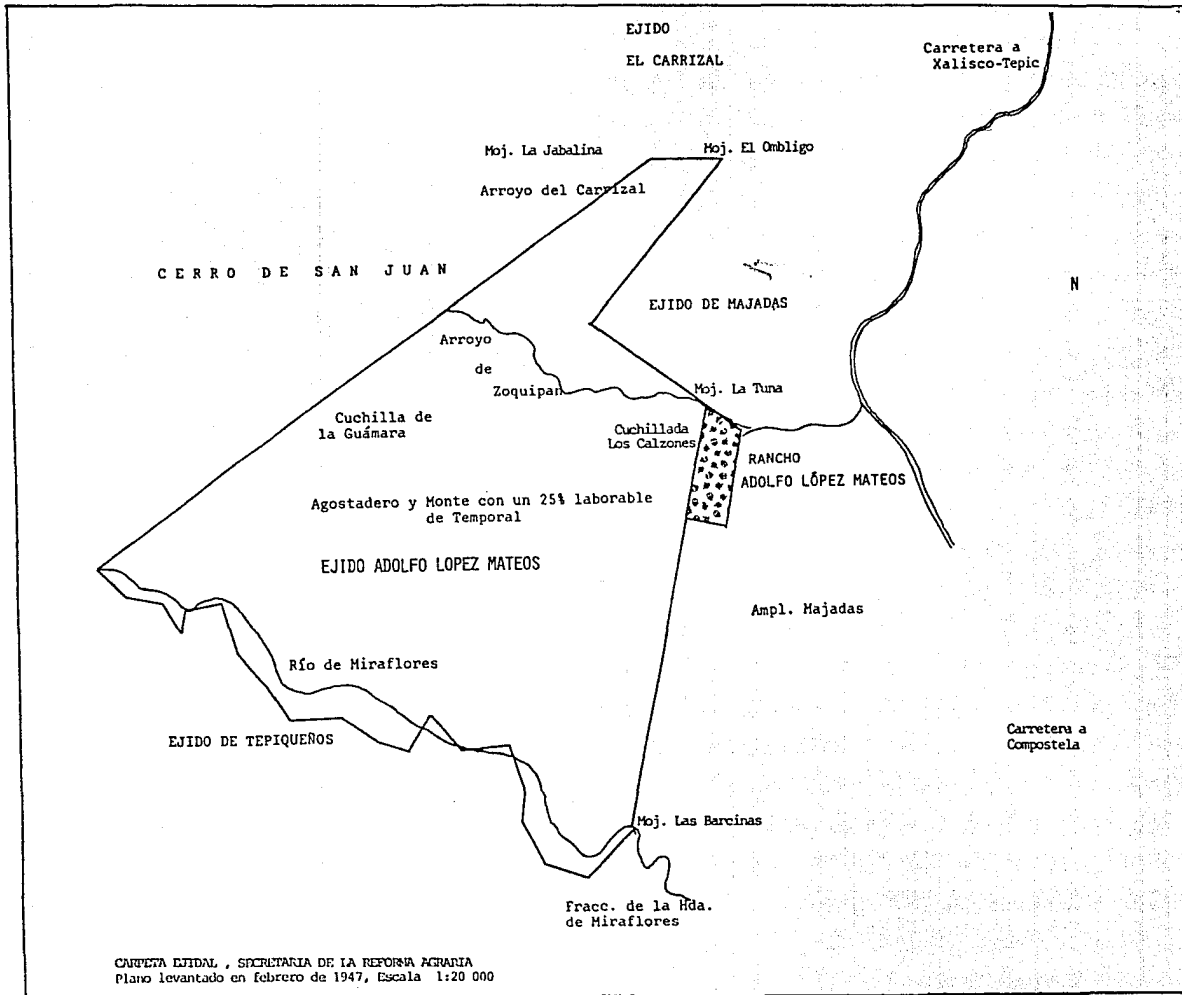 EJIDO
EL CARRIZAL
Carretera a
Xalisco-Tepic
Moj. La Jabalina
Moj. El Ombligo
Arroyo del Carrizal
CERRO DE SAN JUAN
N
EJIDO DE MAJADAS
Arroyo
de
Zoquipan
Moj. La Tuna
Cuchilla de
la Guámara
Cuchillada
Los Calzones
RANCHO
ADOLFO LÓPEZ MATEOS
Agostadero y Monte con un 25% laborable
de Temporal
EJIDO ADOLFO LOPEZ MATEOS
Ampl. Majadas
Río de Miraflores
EJIDO DE TEPIQUEÑOS
Carretera a
Compostela
Moj. Las Barcinas
Fracc. de la Hda.
de Miraflores
CARPETA EJIDAL , SECRETARIA DE LA REFORMA AGRARIA
Plano levantado en febrero de 1947, Escala 1:20 000